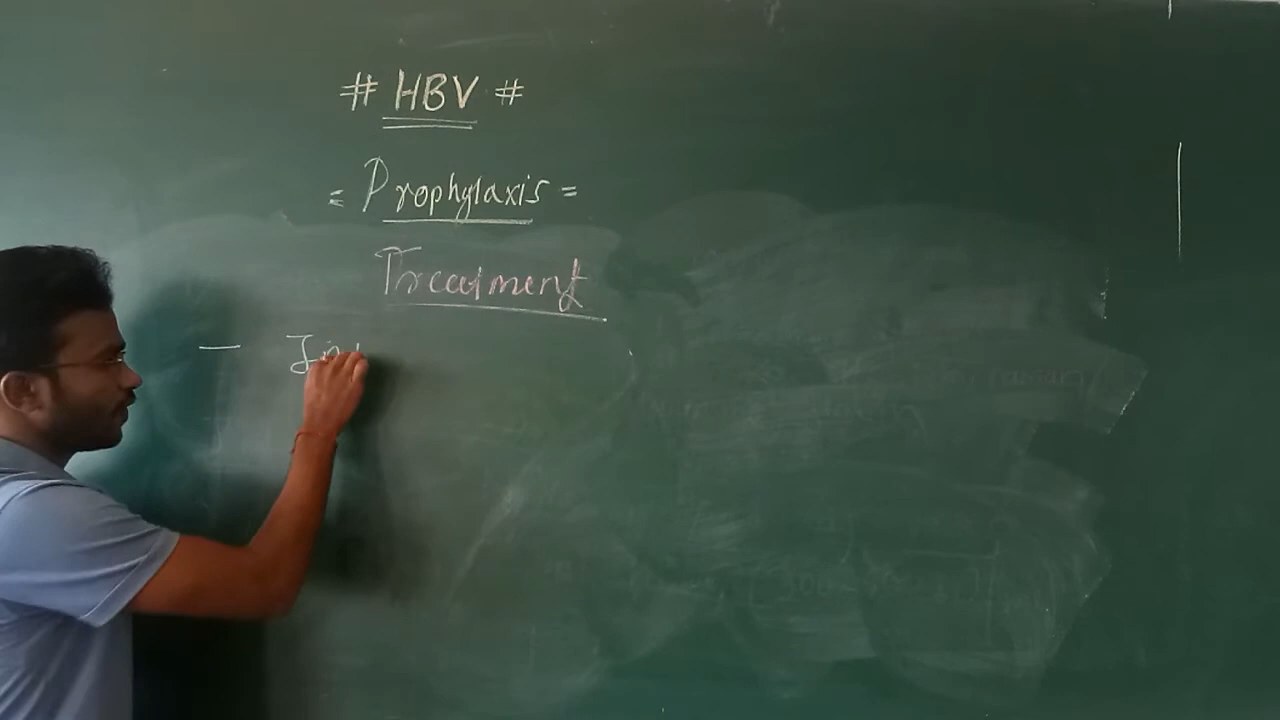 # HBV #
= Prophylaxis =
Treatment
–